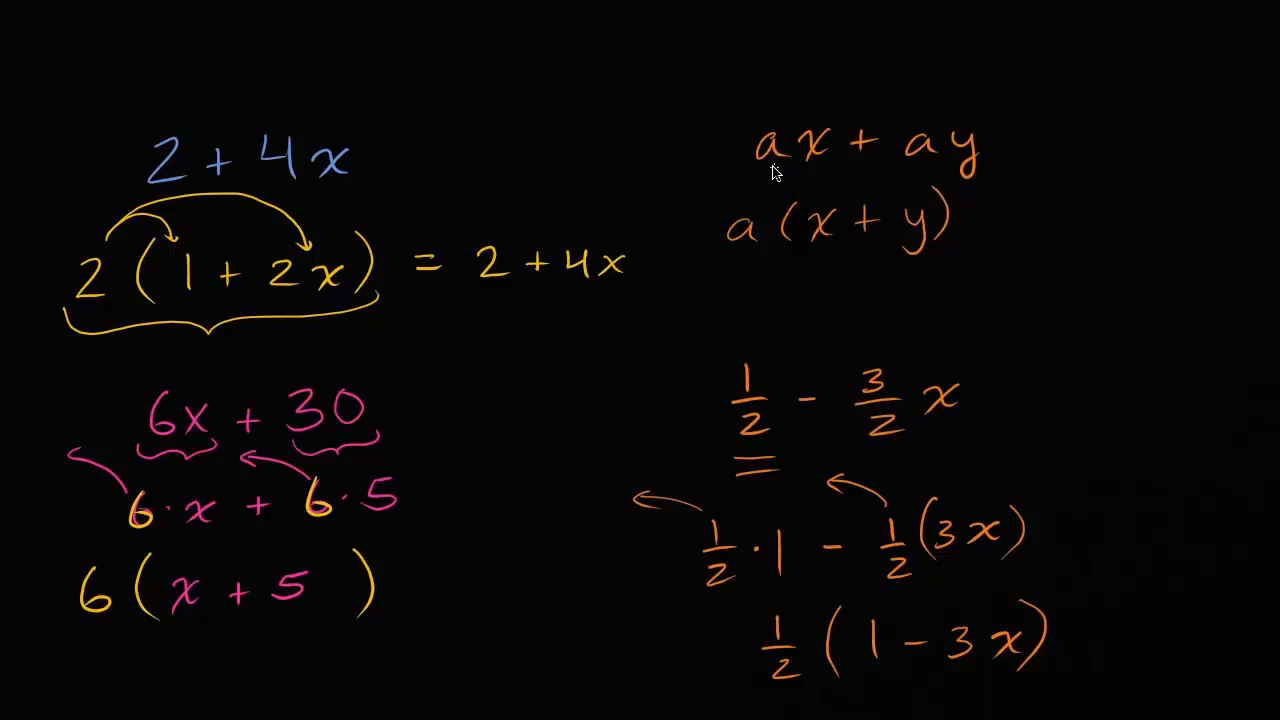 2 + 4x
2 ( 1 + 2x ) = 2 + 4x
6x + 30
6 · x + 6 · 5
6 ( x + 5 )
ax + ay
a ( x + y )
1/2 - 3/2 x
1/2 · 1 - 1/2 ( 3x )
1/2 ( 1 - 3x )